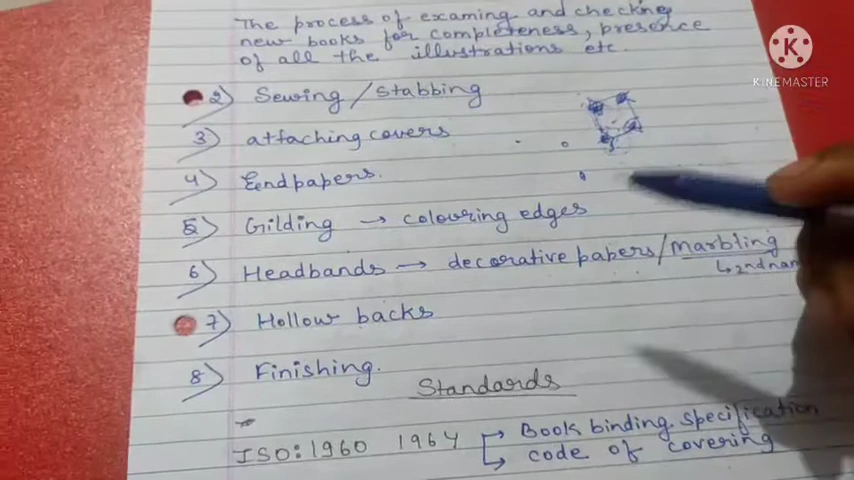 The process of examing and checkng
new books for completeness, presence
of all the illustrations etc.
2) Sewing/stabbing
3) attaching covers
4) Endpapers.
5) Gilding → colouring edges
6) Headbands → decorative papers/marbling
↳2ndnam
7) Hollow backs
8) Finishing.
Standards
ISO:1960 1964 → Book binding specification
→ code of covering
K
KINEMASTER